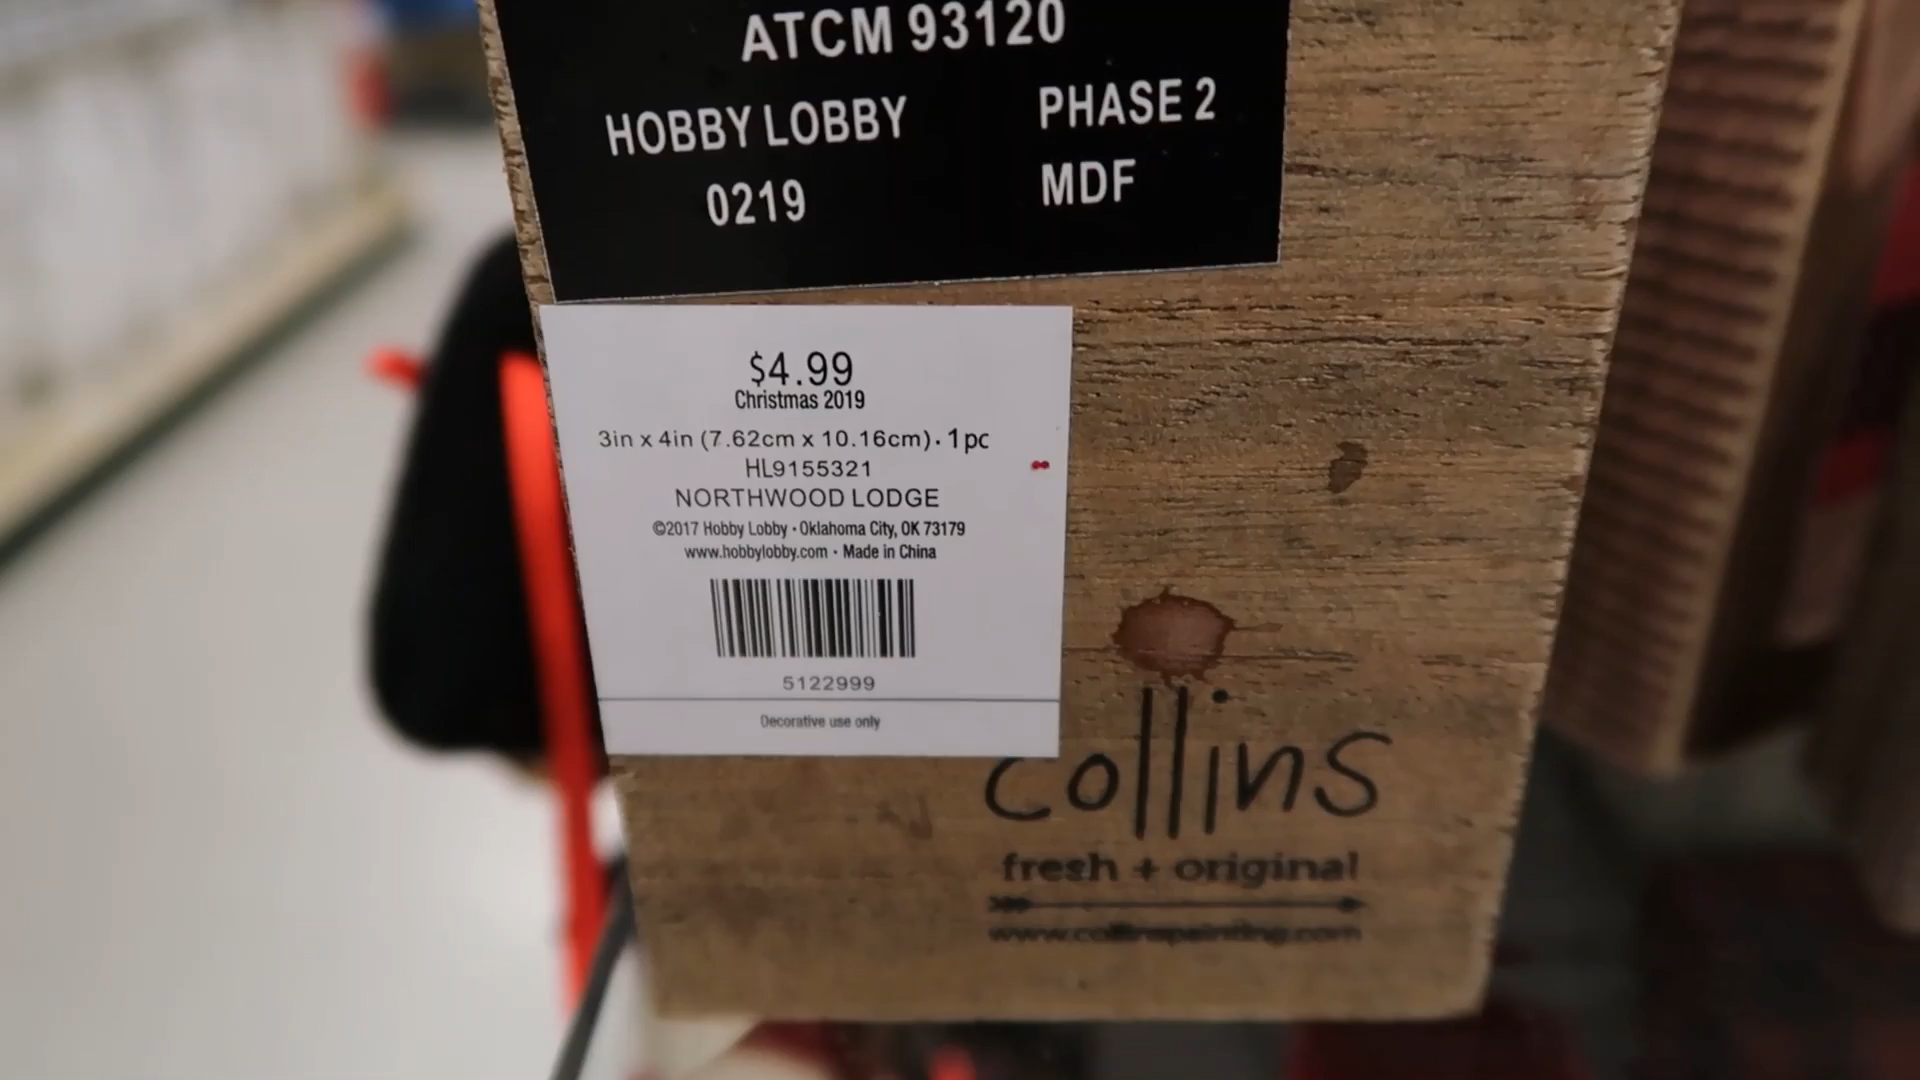 ATCM 93120
HOBBY LOBBY PHASE 2
0219 MDF
$4.99
Christmas 2019
3in x 4in (7.62cm x 10.16cm) • 1pc
HL9155321
NORTHWOOD LODGE
©2017 Hobby Lobby • Oklahoma City, OK 73179
www.hobbylobby.com • Made in China
5122999
Decorative use only
collins
fresh + original
www.collinspainting.com